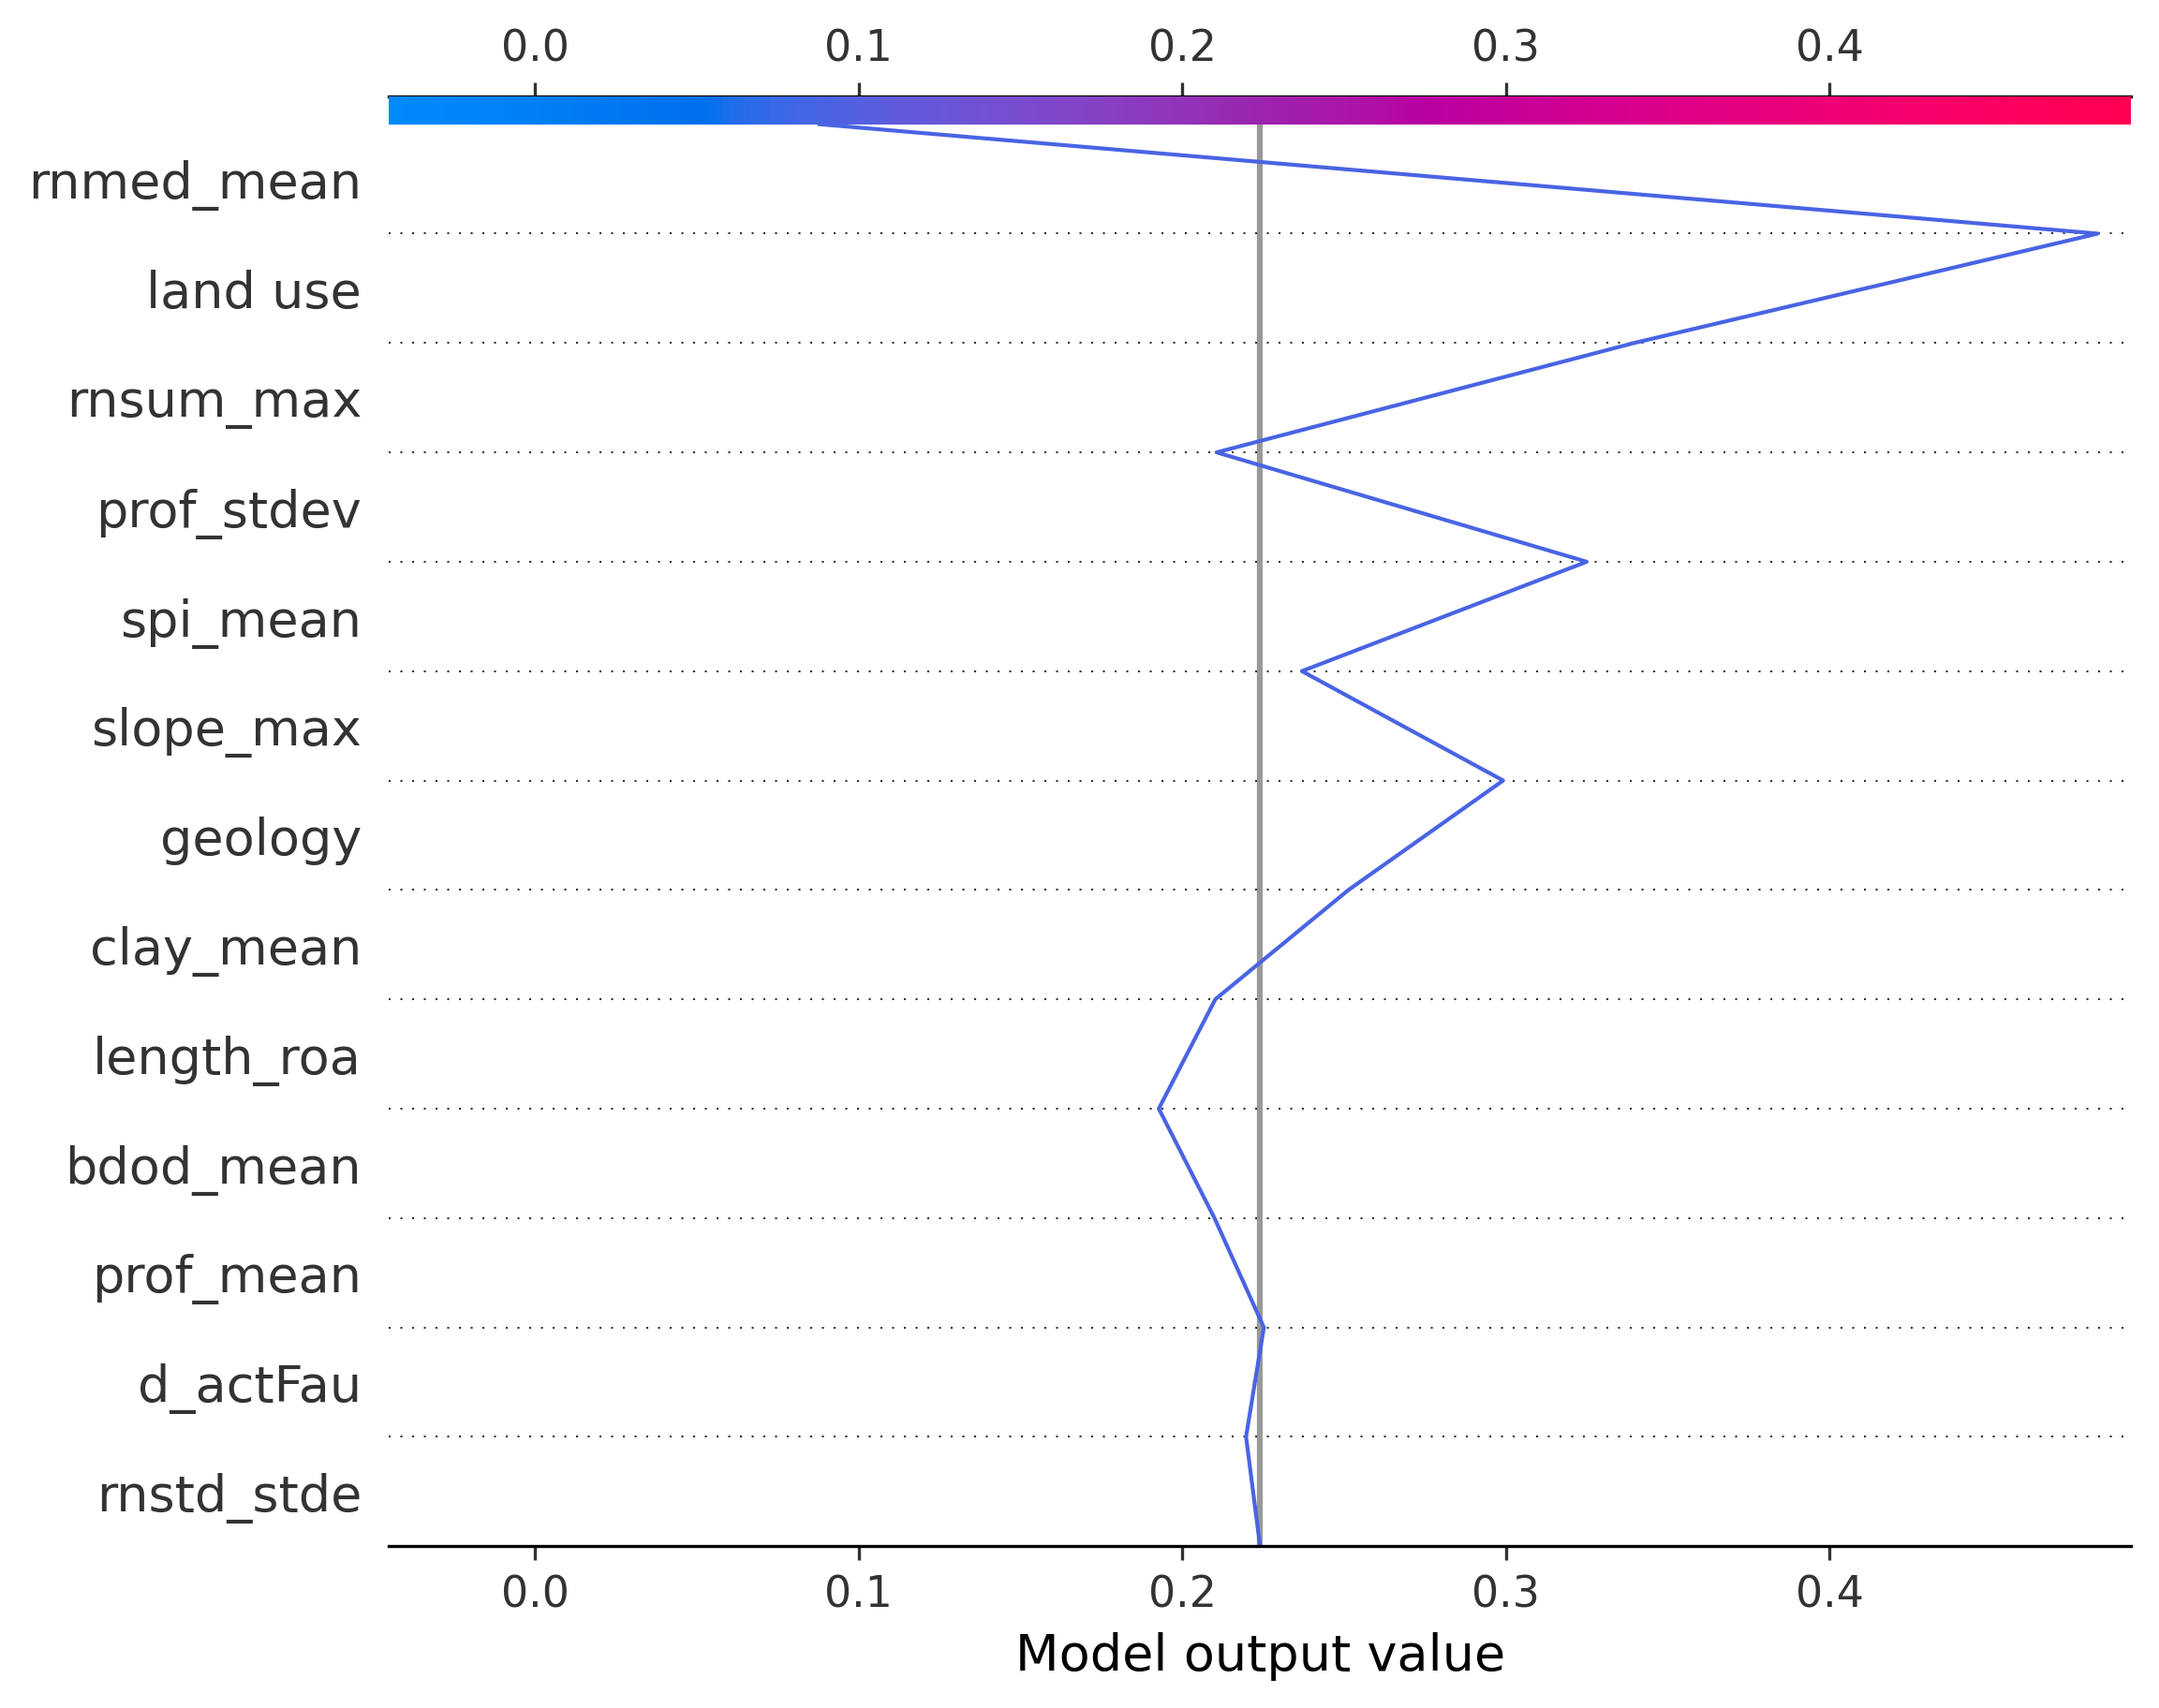 0.0 0.1 0.2 0.3 0.4
rnmed_mean
land use
rnsum_max
prof_stdev
spi_mean
slope_max
geology
clay_mean
length_roa
bdod_mean
prof_mean
d_actFau
rnstd_stde
0.0 0.1 0.2 0.3 0.4
Model output value